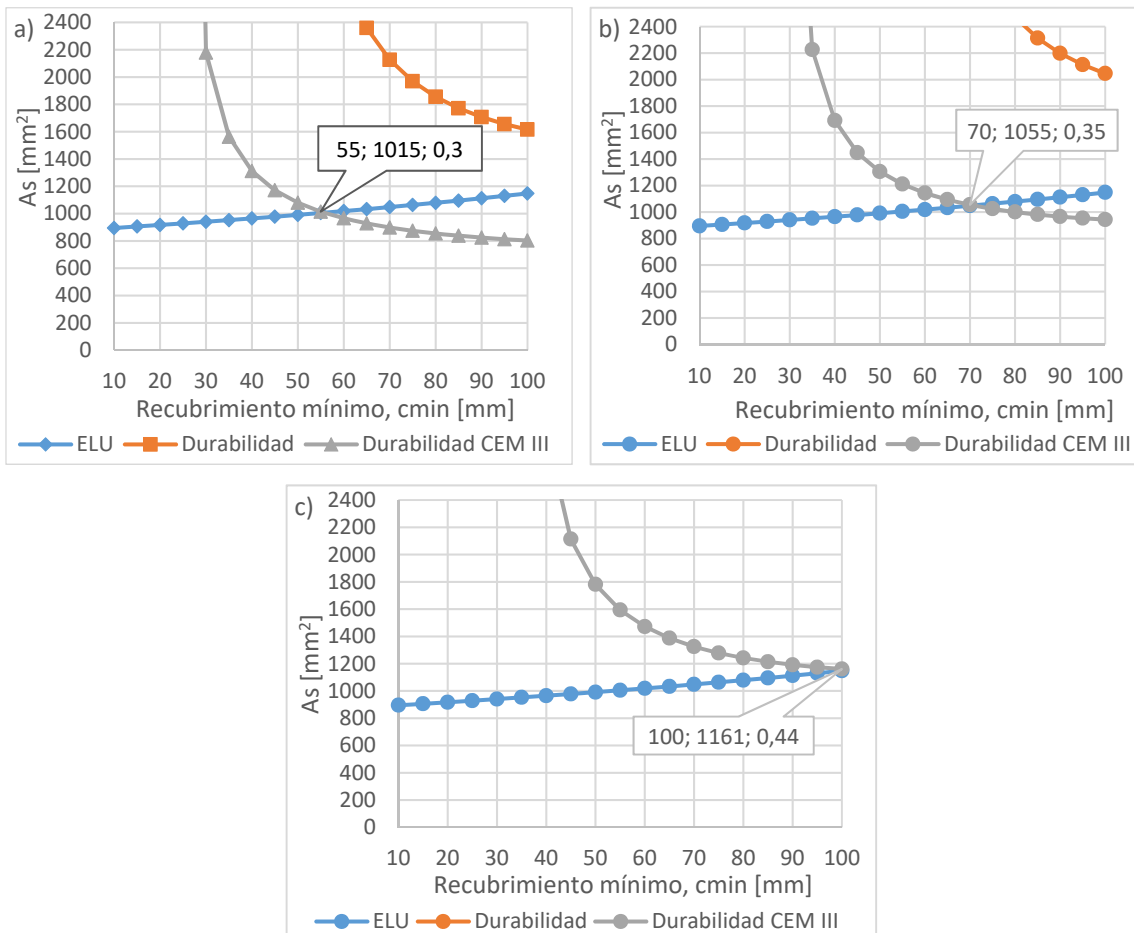 a)
2400
2200
2000
1800
1600
1400
1200
1000
800
600
400
200
0
As [mm²]
55; 1015; 0,3
10 20 30 40 50 60 70 80 90 100
Recubrimiento mínimo, cmin [mm]
ELU Durabilidad Durabilidad CEM III
b)
2400
2200
2000
1800
1600
1400
1200
1000
800
600
400
200
0
As [mm²]
70; 1055; 0,35
10 20 30 40 50 60 70 80 90 100
Recubrimiento mínimo, cmin [mm]
ELU Durabilidad Durabilidad CEM III
c)
2400
2200
2000
1800
1600
1400
1200
1000
800
600
400
200
0
As [mm²]
100; 1161; 0,44
10 20 30 40 50 60 70 80 90 100
Recubrimiento mínimo, cmin [mm]
ELU Durabilidad Durabilidad CEM III